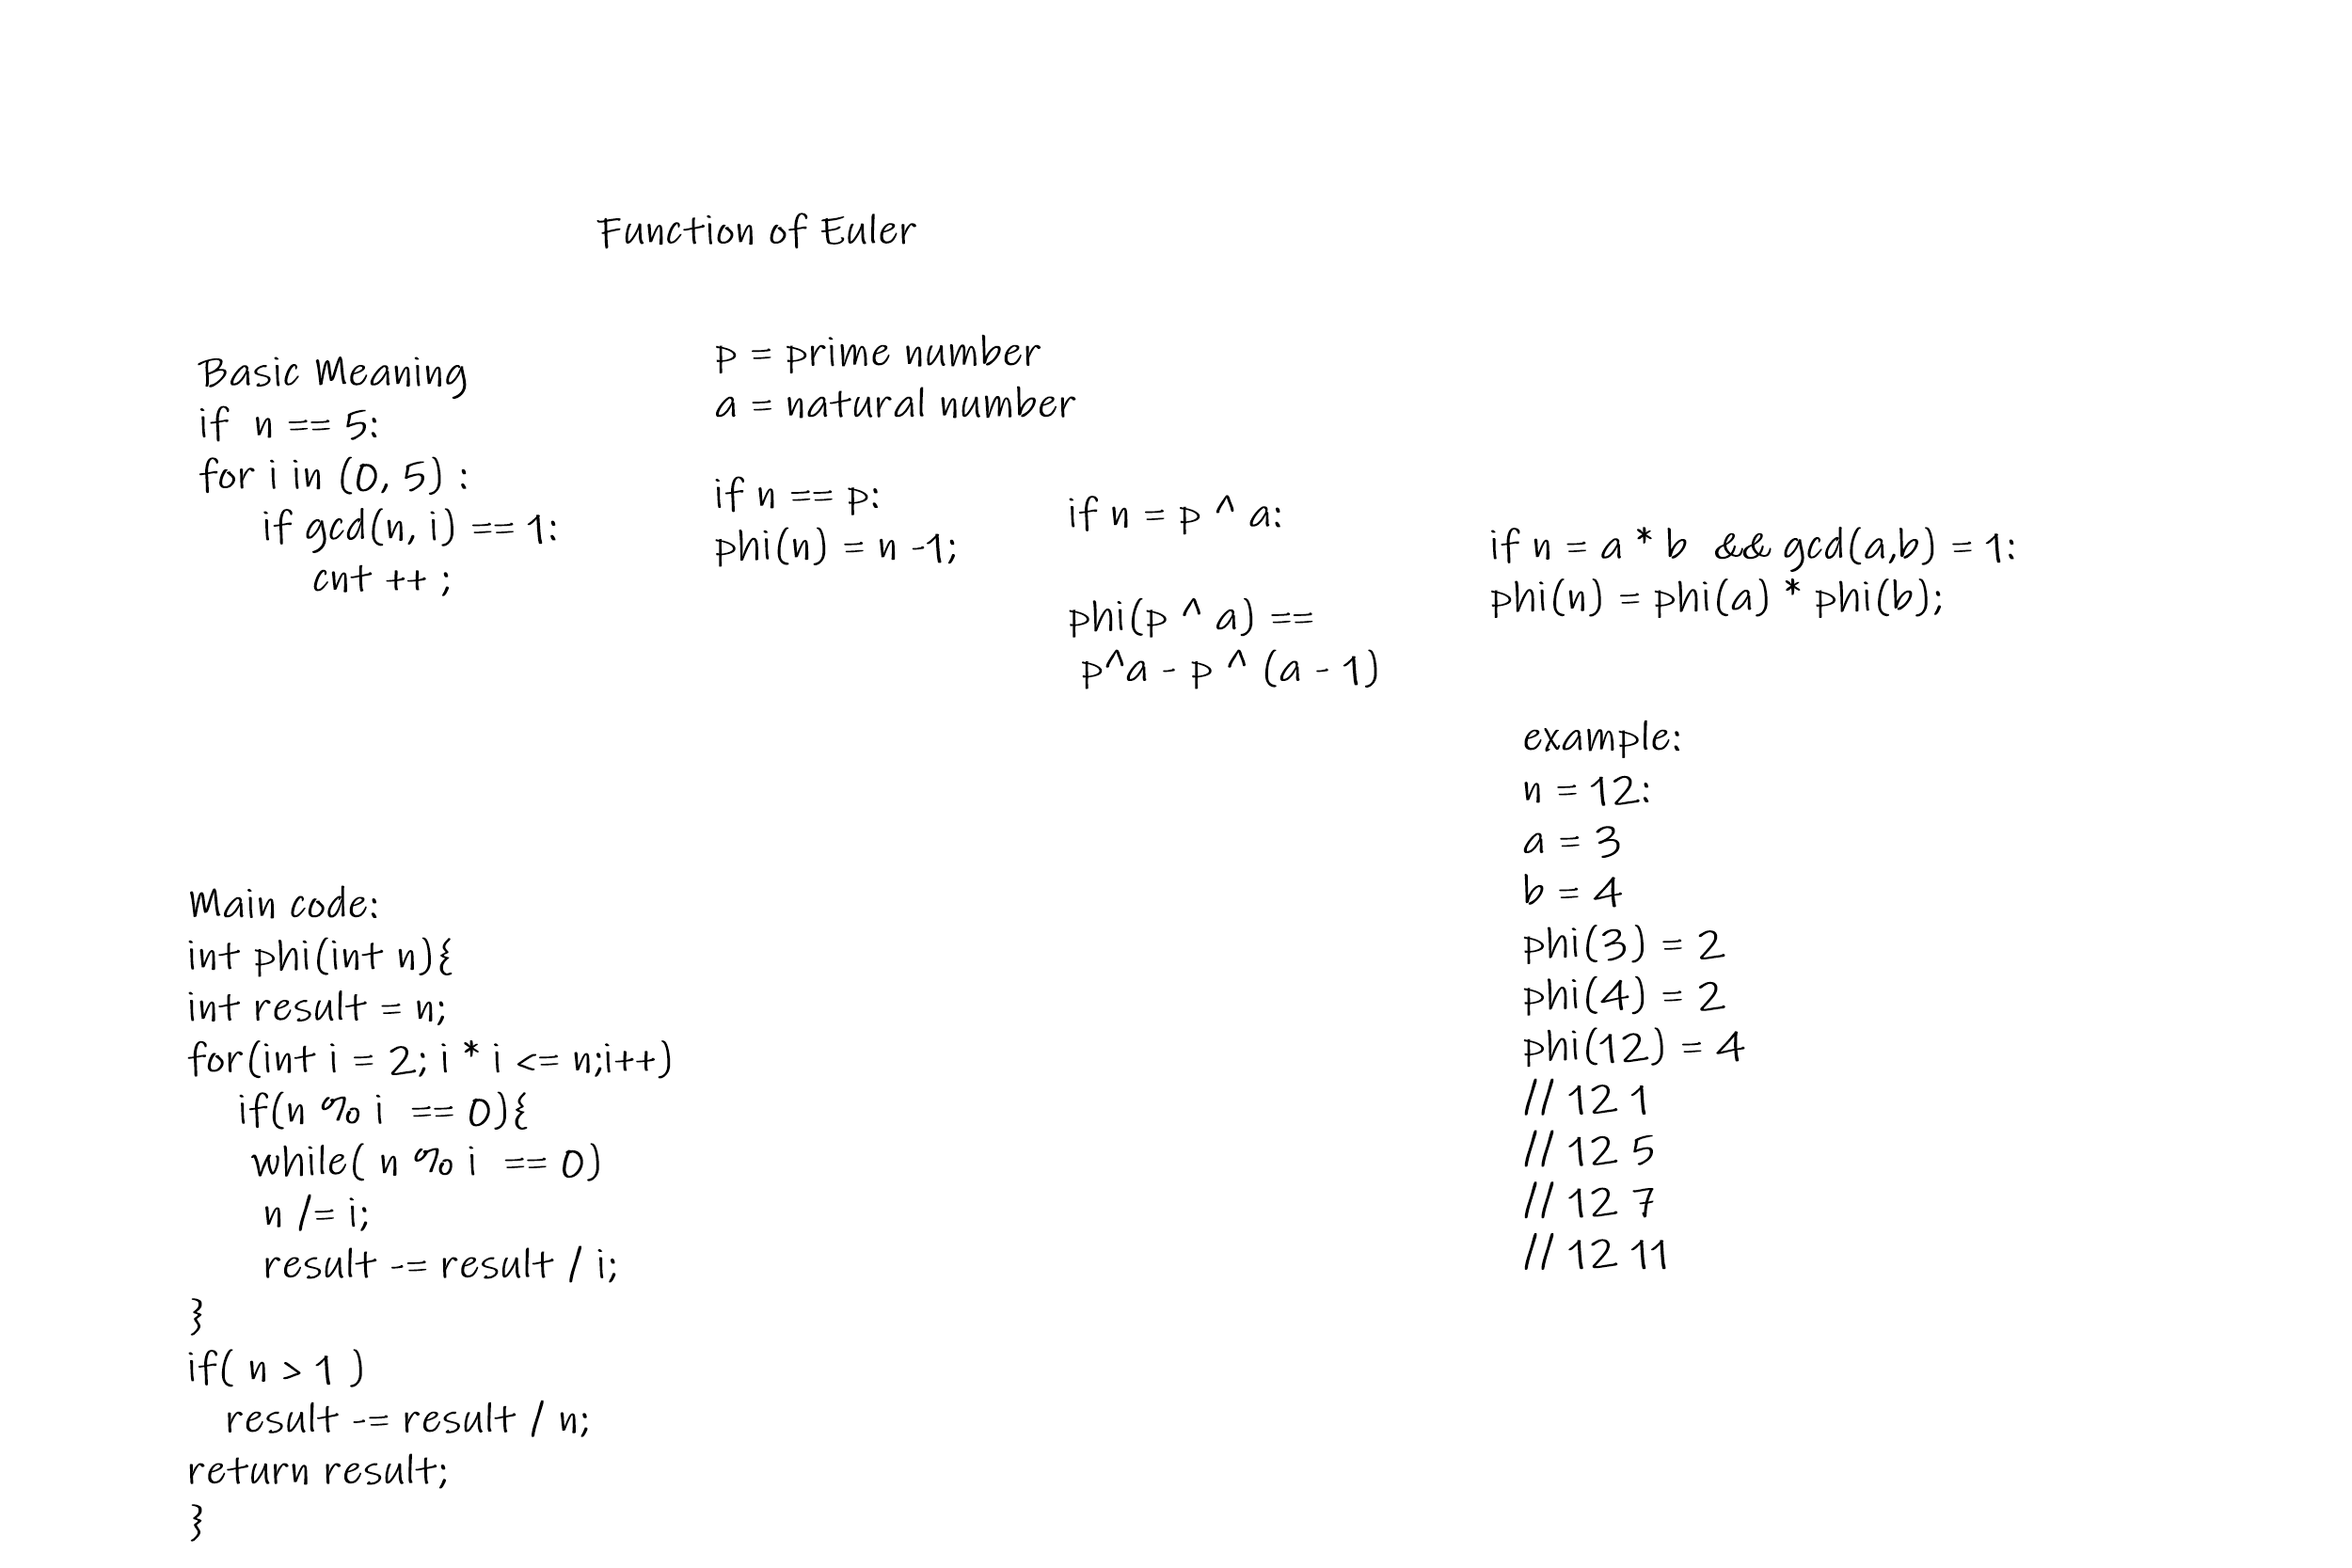 Function of Euler
Basic Meaning
if  n == 5:
for i in (0, 5) :
if gcd(n, i) == 1:
cnt ++ ;
p = prime number
a = natural number
if n == p:
phi(n) = n -1;
if n = p ^ a:
phi(p ^ a) ==
p^a - p ^ (a - 1)
if n = a * b  && gcd(a,b) = 1:
phi(n) = phi(a) * phi(b);
example:
n = 12:
a = 3
b = 4
phi(3) = 2
phi(4) = 2
phi(12) = 4
// 12 1
// 12 5
// 12 7
// 12 11
Main code:
int phi(int n){
int result = n;
for(int i = 2; i * i <= n;i++)
if(n % i  == 0){
while( n % i  == 0)
n /= i;
result -= result / i;
}
if( n > 1 )
result -= result / n;
return result;
}